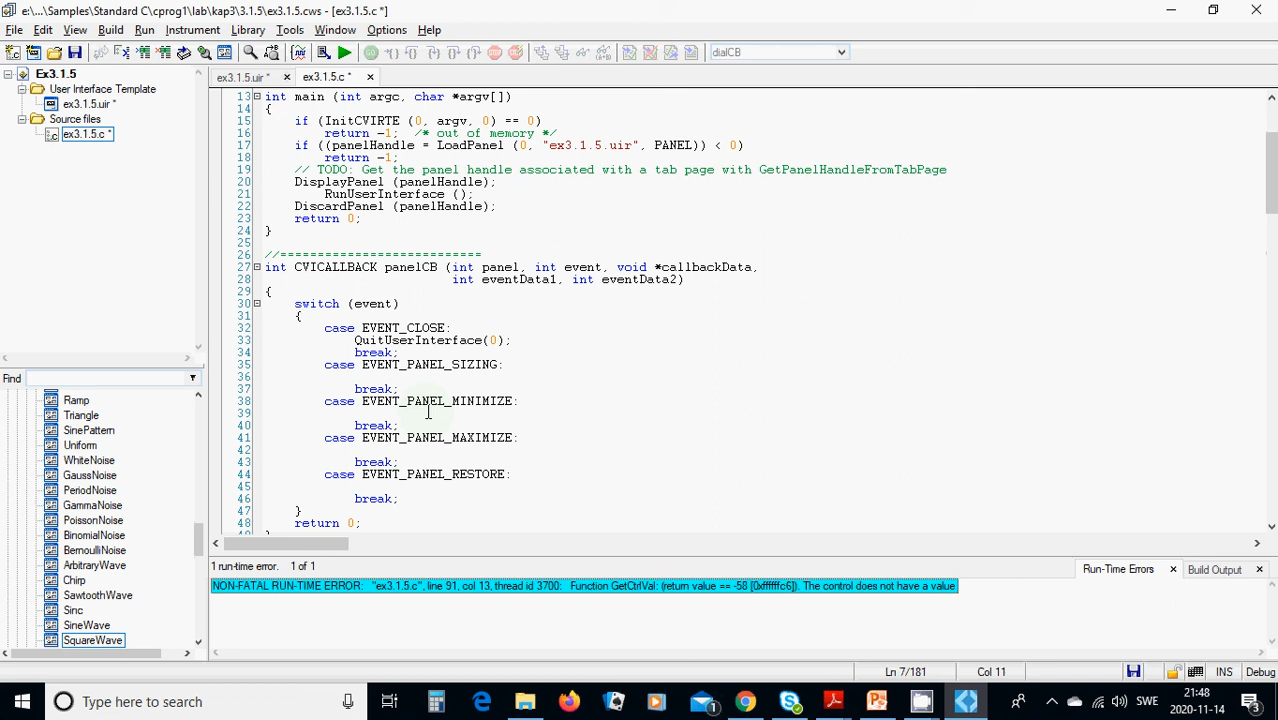 e:\...\Samples\Standard C\cprog1\lab\kap3\3.1.5\ex3.1.5.cws - [ex3.1.5.c *]
File Edit View Build Run Instrument Library Tools Window Options Help
dialCB
Ex3.1.5
User Interface Template
ex3.1.5.uir *
Source files
ex3.1.5.c *
Find
Ramp
Triangle
SinePattern
Uniform
WhiteNoise
GaussNoise
PeriodNoise
GammaNoise
PoissonNoise
BinomialNoise
BernoulliNoise
ArbitraryWave
Chirp
SawtoothWave
Sinc
SineWave
SquareWave
ex3.1.5.uir * ex3.1.5.c *
13 int main (int argc, char *argv[])
14 {
15 if (InitCVIRTE (0, argv, 0) == 0)
16 return -1; /* out of memory */
17 if ((panelHandle = LoadPanel (0, "ex3.1.5.uir", PANEL)) < 0)
18 return -1;
19 // TODO: Get the panel handle associated with a tab page with GetPanelHandleFromTabPage
20 DisplayPanel (panelHandle);
21 RunUserInterface ();
22 DiscardPanel (panelHandle);
23 return 0;
24 }
25
26 //===========================
27 int CVICALLBACK panelCB (int panel, int event, void *callbackData,
28 int eventData1, int eventData2)
29 {
30 switch (event)
31 {
32 case EVENT_CLOSE:
33 QuitUserInterface(0);
34 break;
35 case EVENT_PANEL_SIZING:
36
37 break;
38 case EVENT_PANEL_MINIMIZE:
39
40 break;
41 case EVENT_PANEL_MAXIMIZE:
42
43 break;
44 case EVENT_PANEL_RESTORE:
45
46 break;
47 }
48 return 0;
1 run-time error. 1 of 1
Run-Time Errors Build Output
NON-FATAL RUN-TIME ERROR: "ex3.1.5.c", line 91, col 13, thread id 3700: Function GetCtrlVal: (return value == -58 [0xffffffc6]). The control does not have a value
Ln 7/181 Col 11 INS Debug
Type here to search
1
SWE
21:48
2020-11-14
3